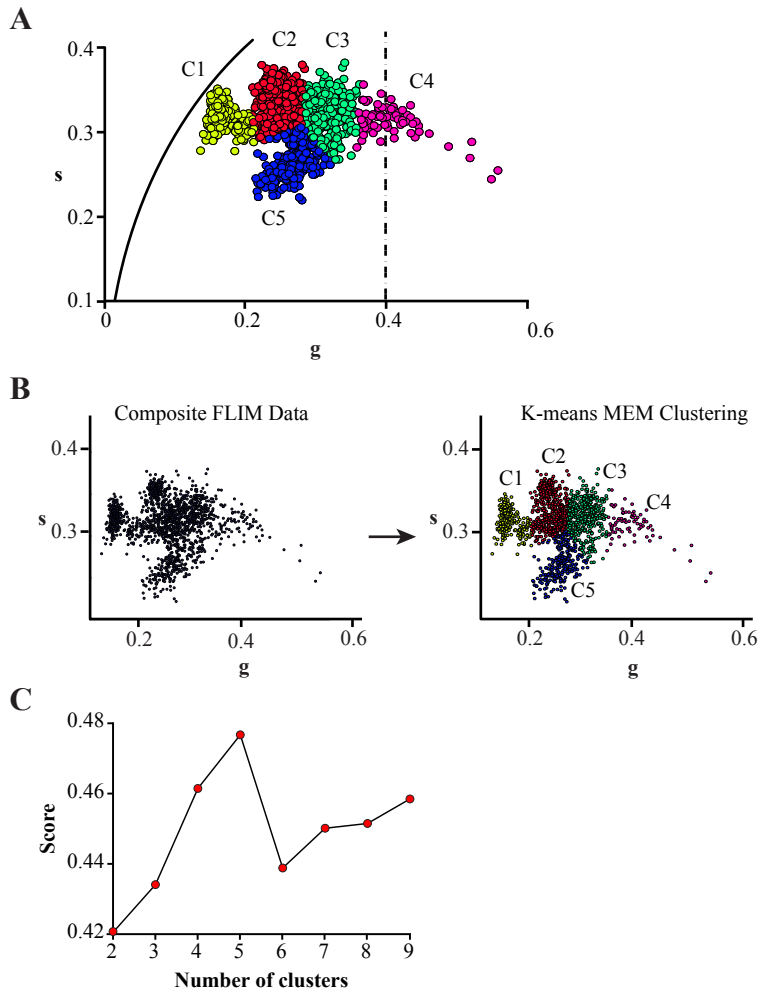 A
0.4
0.3
s
0.2
0.1
C1
C2
C3
C4
C5
0
0.2
0.4
0.6
g
B
Composite FLIM Data
0.4
s
0.3
0.2
0.4
0.6
g
K-means MEM Clustering
0.4
s
0.3
C1
C2
C3
C4
C5
0.2
0.4
0.6
g
C
0.48
0.46
Score
0.44
0.42
2 3 4 5 6 7 8 9
Number of clusters